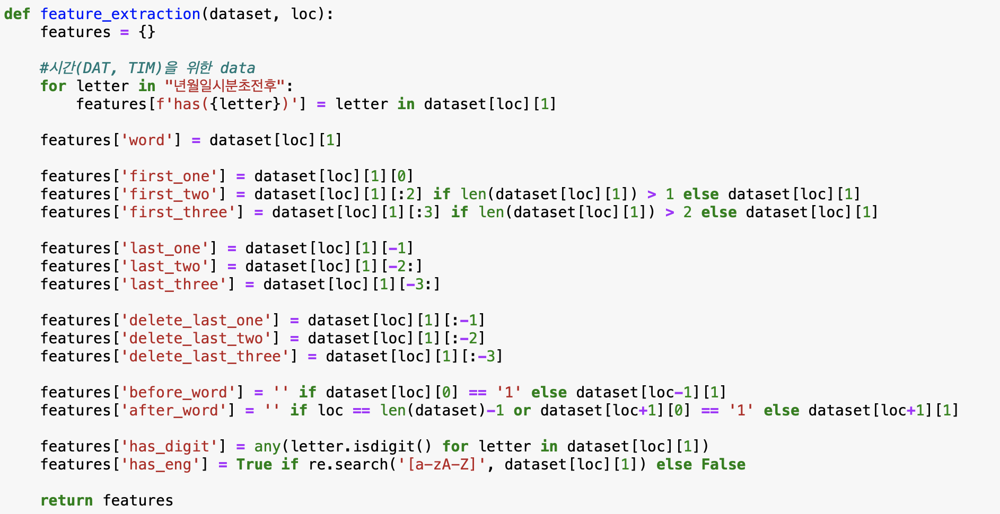 def feature_extraction(dataset, loc):
    features = {}
    #시간(DAT, TIM)을 위한 data
    for letter in "년월일시분초전후":
        features[f'has({letter})'] = letter in dataset[loc][1]
    features['word'] = dataset[loc][1]
    features['first_one'] = dataset[loc][1][0]
    features['first_two'] = dataset[loc][1][:2] if len(dataset[loc][1]) > 1 else dataset[loc][1]
    features['first_three'] = dataset[loc][1][:3] if len(dataset[loc][1]) > 2 else dataset[loc][1]
    features['last_one'] = dataset[loc][1][-1]
    features['last_two'] = dataset[loc][1][-2:]
    features['last_three'] = dataset[loc][1][-3:]
    features['delete_last_one'] = dataset[loc][1][:-1]
    features['delete_last_two'] = dataset[loc][1][:-2]
    features['delete_last_three'] = dataset[loc][1][:-3]
    features['before_word'] = '' if dataset[loc][0] == '1' else dataset[loc-1][1]
    features['after_word'] = '' if loc == len(dataset)-1 or dataset[loc+1][0] == '1' else dataset[loc+1][1]
    features['has_digit'] = any(letter.isdigit() for letter in dataset[loc][1])
    features['has_eng'] = True if re.search('[a-zA-Z]', dataset[loc][1]) else False
    return features